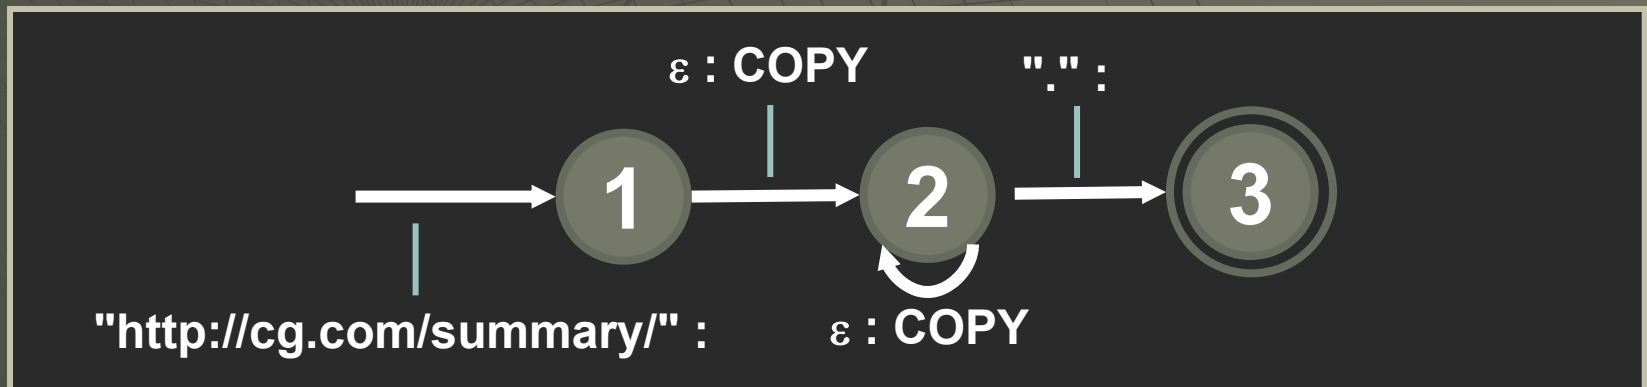 ε : COPY
"." :
1
2
3
"http://cg.com/summary/" :
ε : COPY